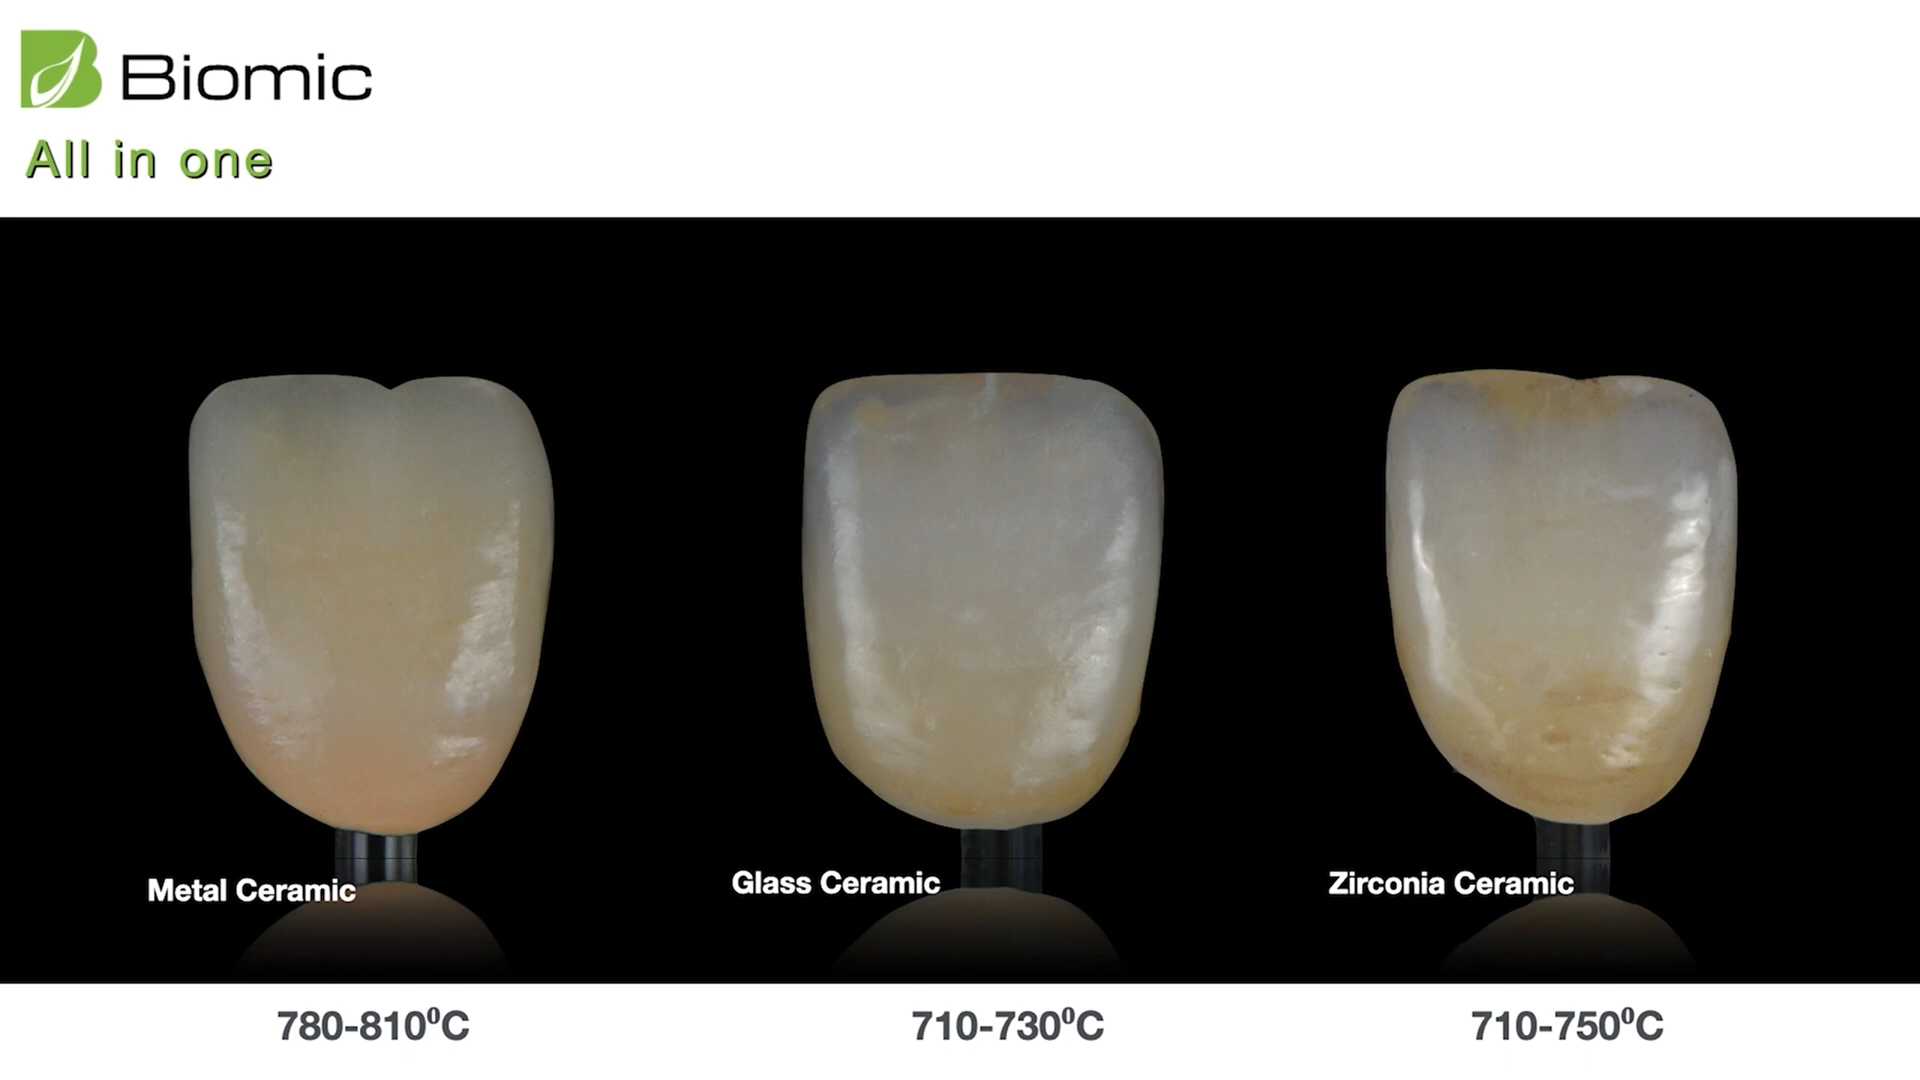 Biomic
All in one
Metal Ceramic
Glass Ceramic
Zirconia Ceramic
780-810⁰C
710-730⁰C
710-750⁰C